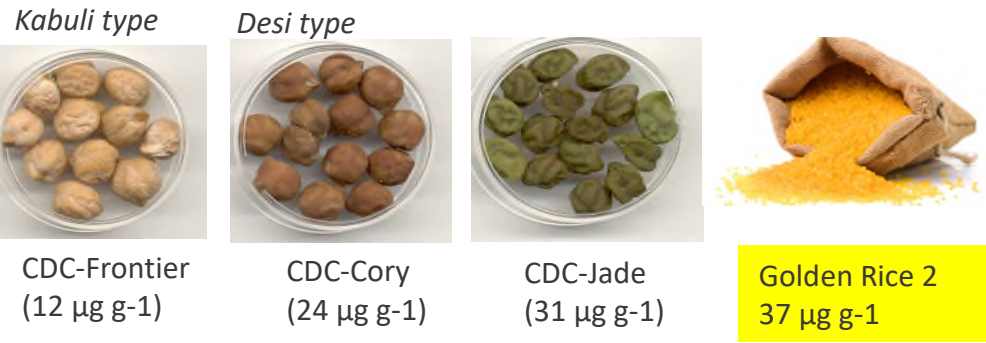 Kabuli type
Desi type
CDC-Frontier
(12 µg g-1)
CDC-Cory
(24 µg g-1)
CDC-Jade
(31 µg g-1)
Golden Rice 2
37 µg g-1